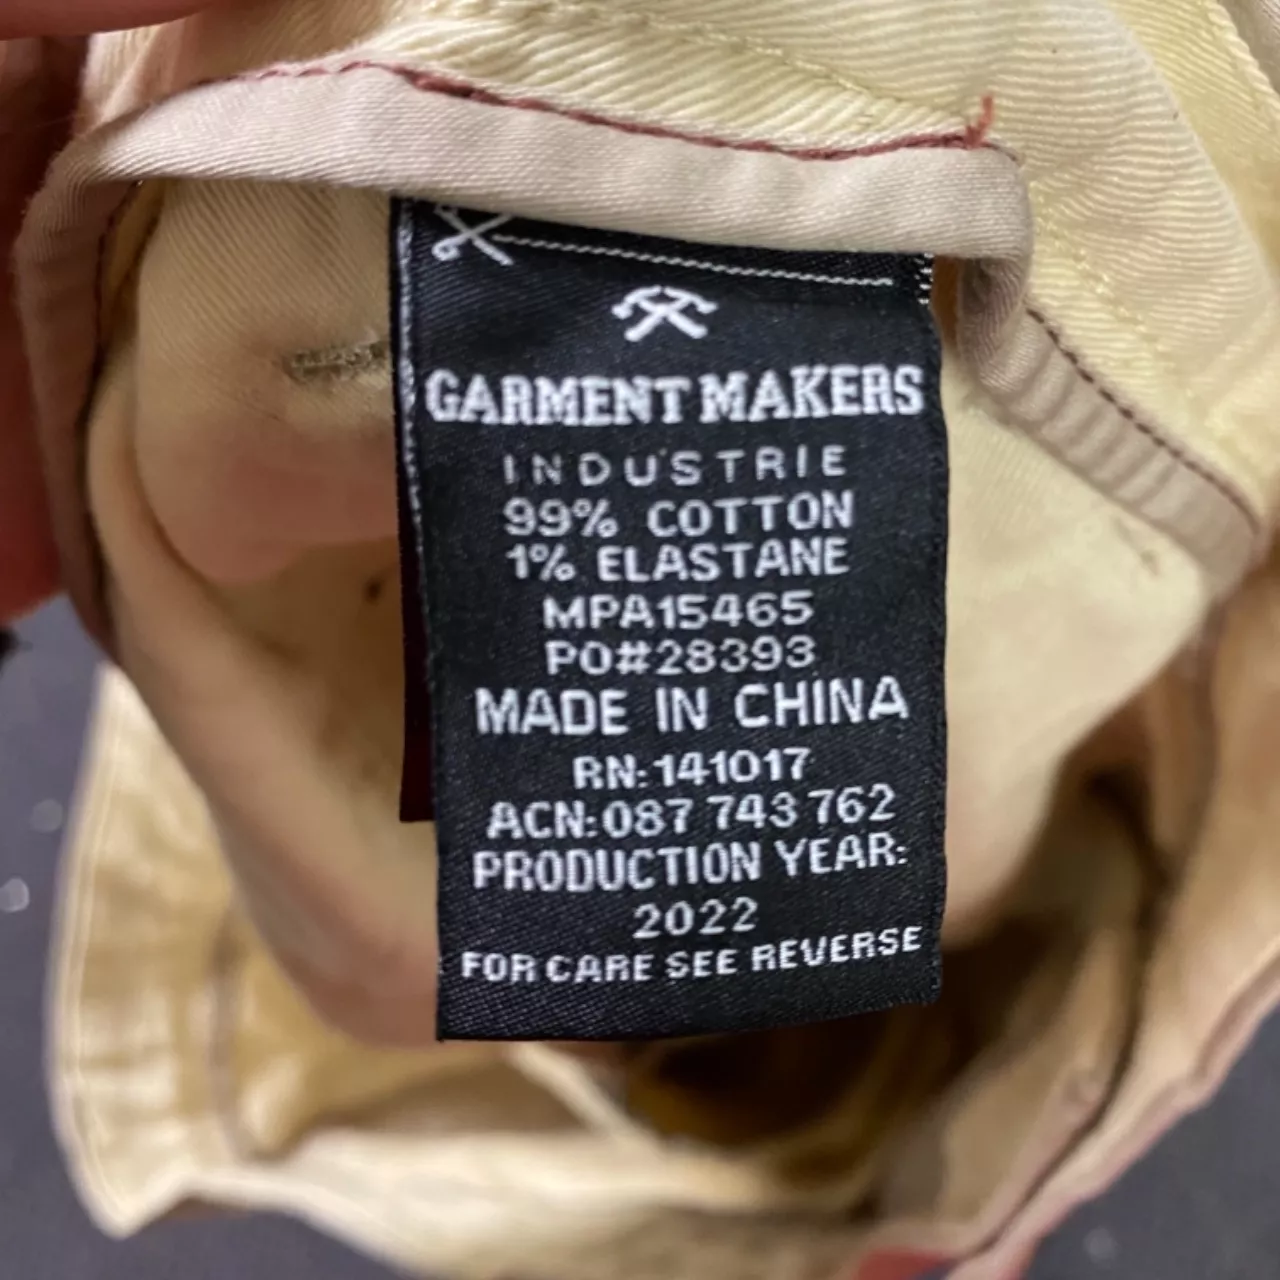 GARMENT MAKERS
INDUSTRIE
99% COTTON
1% ELASTANE
MPA15465
PO#28393
MADE IN CHINA
RN:141017
ACN:087 743 762
PRODUCTION YEAR:
2022
FOR CARE SEE REVERSE